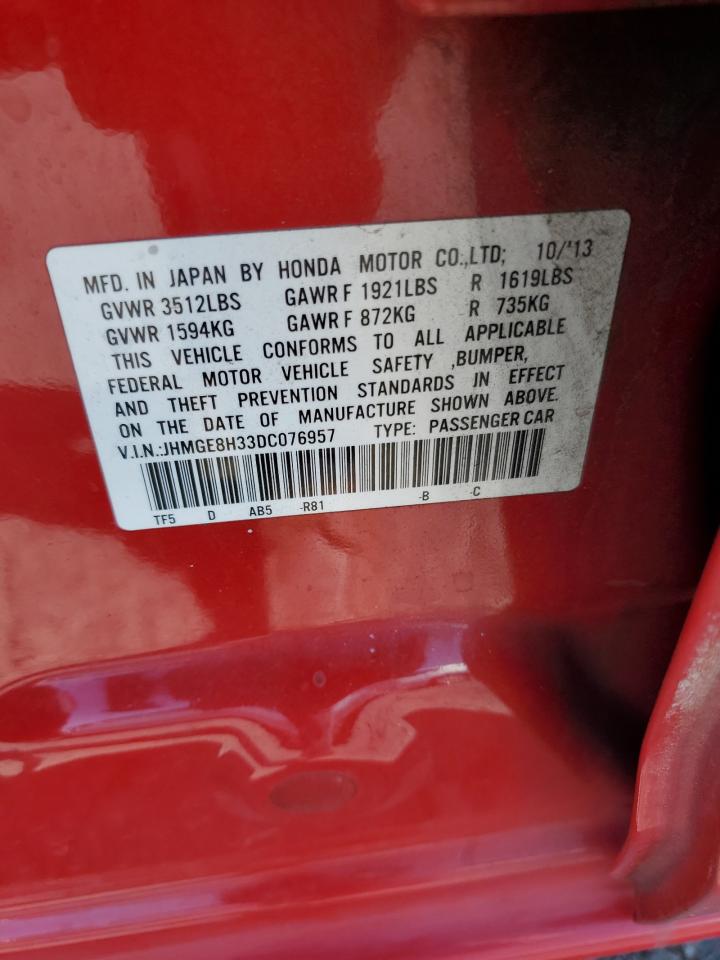 MFD. IN JAPAN BY HONDA MOTOR CO.,LTD; 10/'13
GVWR 3512LBS GAWR F 1921LBS R 1619LBS
GVWR 1594KG GAWR F 872KG R 735KG
THIS VEHICLE CONFORMS TO ALL APPLICABLE
FEDERAL MOTOR VEHICLE SAFETY ,BUMPER,
AND THEFT PREVENTION STANDARDS IN EFFECT
ON THE DATE OF MANUFACTURE SHOWN ABOVE.
V.I.N.:JHMGE8H33DC076957 TYPE: PASSENGER CAR
TF5 D AB5 -R81 -B -C